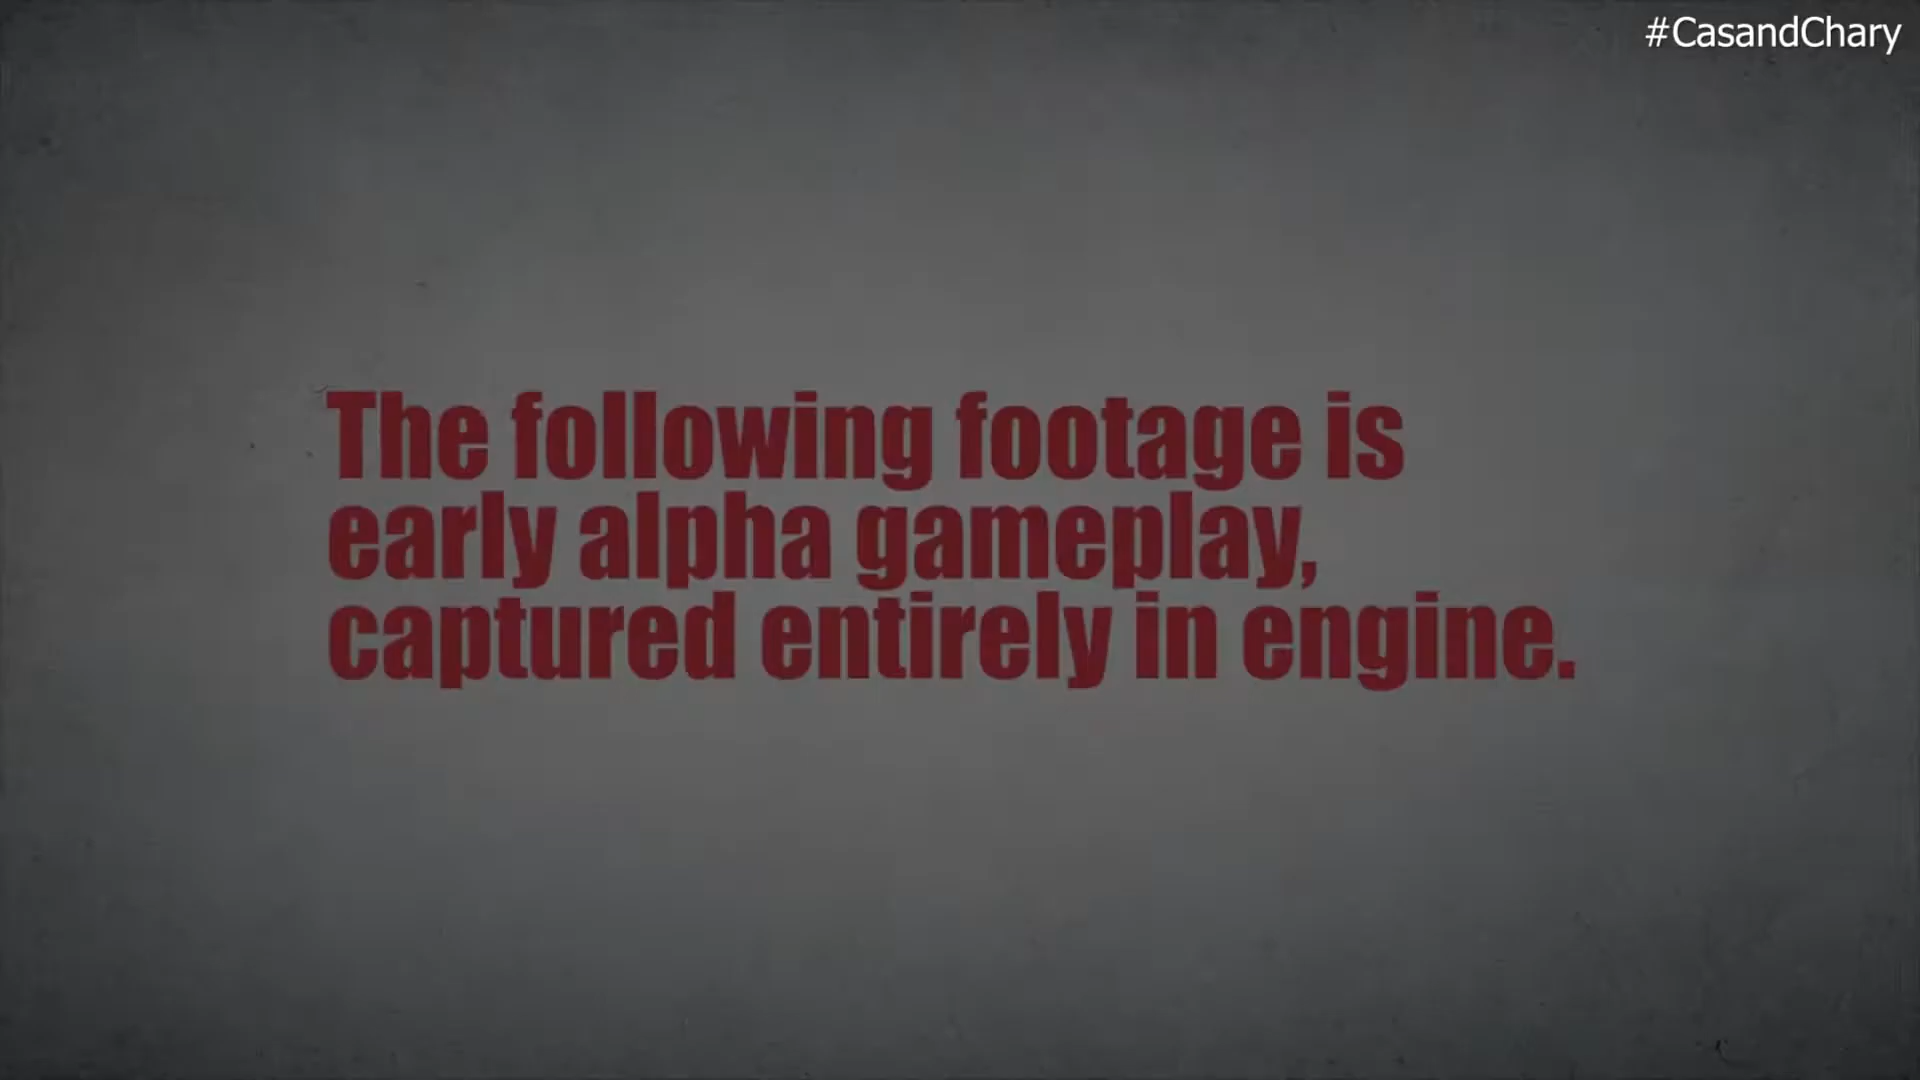 #CasandChary
The following footage is
early alpha gameplay,
captured entirely in engine.